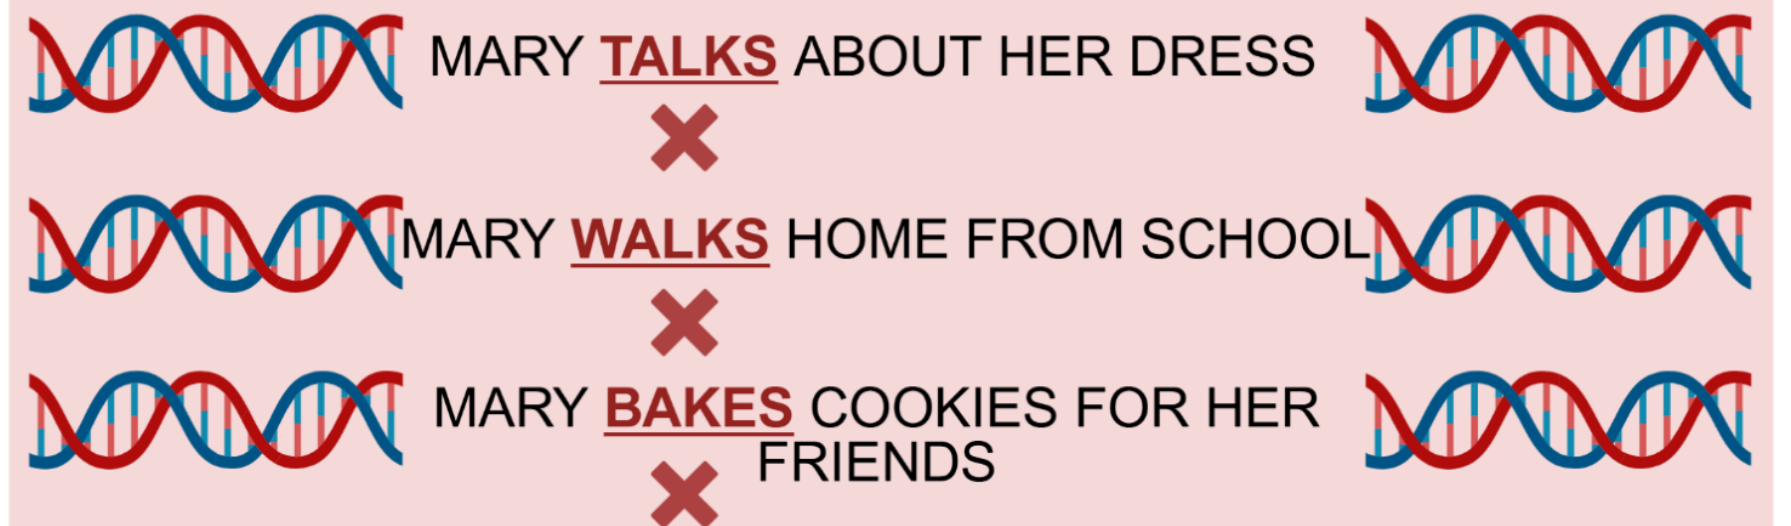 MARY TALKS ABOUT HER DRESS
MARY WALKS HOME FROM SCHOOL
MARY BAKES COOKIES FOR HER
FRIENDS